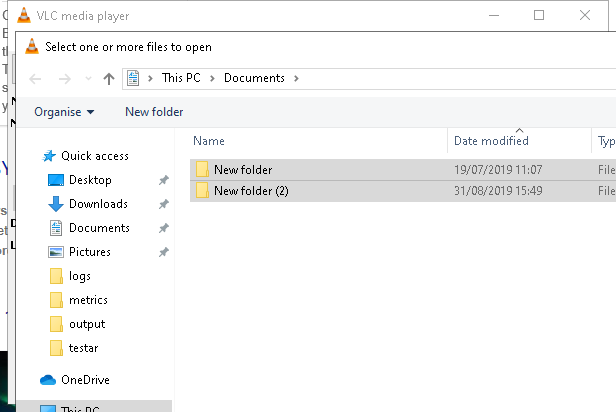 VLC media player
Select one or more files to open
This PC > Documents >
Organise New folder
Name Date modified Typ
Quick access
New folder 19/07/2019 11:07 File
Desktop
New folder (2) 31/08/2019 15:49 File
Downloads
Documents
Pictures
logs
metrics
output
testar
OneDrive
This PC